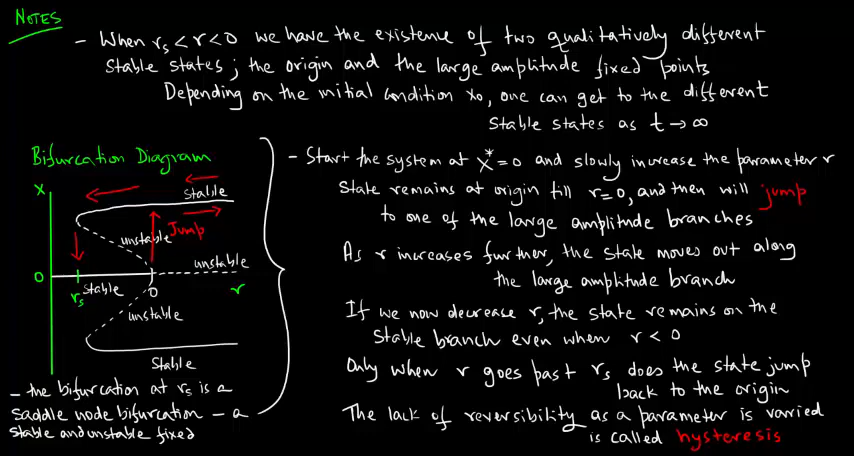 NOTES
- When rs < r < 0 we have the existence of two qualitatively different
stable states; the origin and the large amplitude fixed points
Depending on the initial condition x0, one can get to the different
stable states as t → ∞
Bifurcation Diagram
X
stable
unstable
Jump
unstable
0
rs
stable
0
r
unstable
Stable
- the bifurcation at rs is a
saddle node bifurcation - a
stable and unstable fixed
- Start the system at X* = 0 and slowly increase the parameter r
State remains at origin till r=0, and then will jump
to one of the large amplitude branches
As r increases further, the state moves out along
the large amplitude branch
If we now decrease r, the state remains on the
Stable branch even when r < 0
Only when r goes past rs does the state jump
back to the origin
The lack of reversibility as a parameter is varied
is called hysteresis